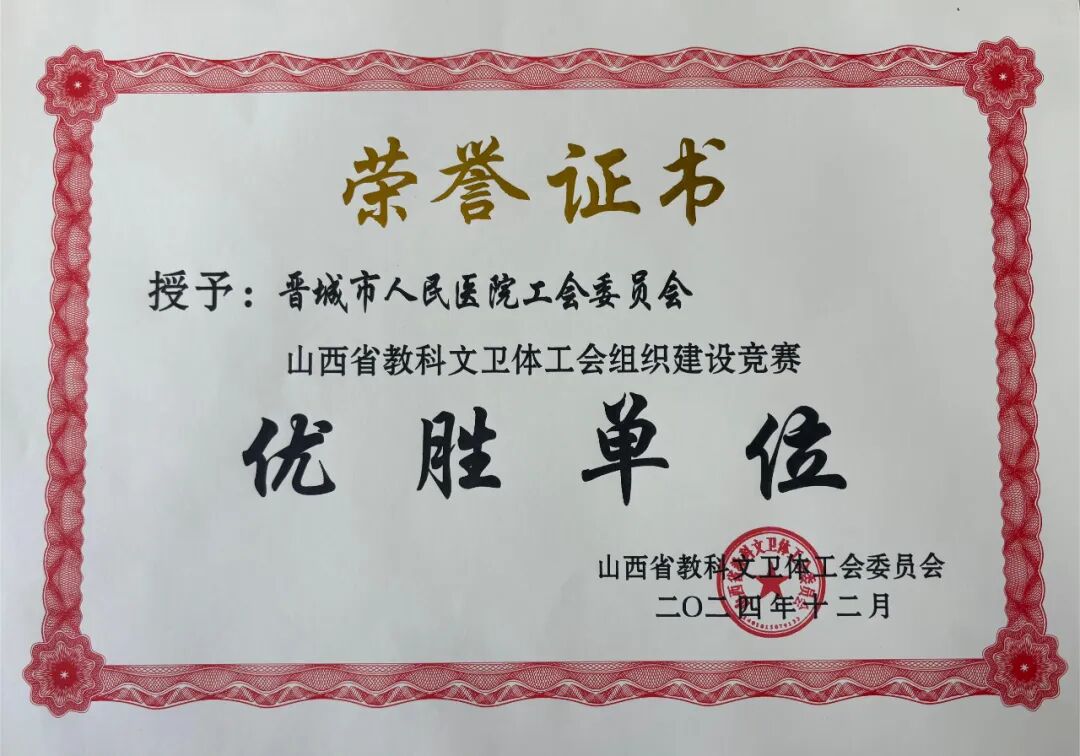 荣誉证书
授予：晋城市人民医院工会委员会
山西省教科文卫体工会组织建设竞赛
优胜单位
山西省教科文卫体工会委员会
二〇二四年十二月